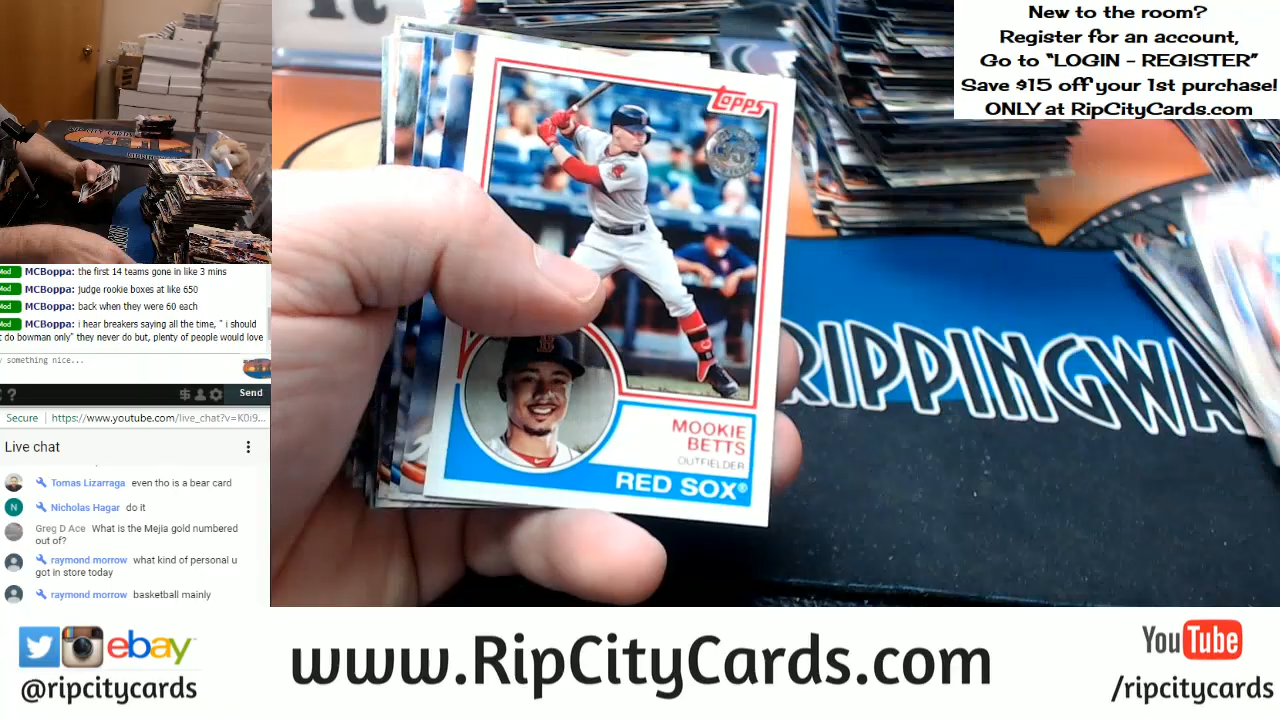 New to the room?
Register for an account,
Go to “LOGIN - REGISTER”
Save $15 off your 1st purchase!
ONLY at RipCityCards.com
Topps
35
MOOKIE
BETTS
OUTFIELDER
RED SOX®
B
RIPPINGWA
Mod MCBoppa: the first 14 teams gone in like 3 mins
Mod MCBoppa: judge rookie boxes at like 650
Mod MCBoppa: back when they were 60 each
Mod MCBoppa: i hear breakers saying all the time, " i should
t do bowman only" they never do but, plenty of people would love
y something nice...
Send
Secure https://www.youtube.com/live_chat?v=K0i9...
Live chat
Tomas Lizarraga even tho is a bear card
N Nicholas Hagar do it
Greg D Ace What is the Mejia gold numbered
out of?
raymond morrow what kind of personal u
got in store today
raymond morrow basketball mainly
ebay
@ripcitycards
www.RipCityCards.com
YouTube
/ripcitycards